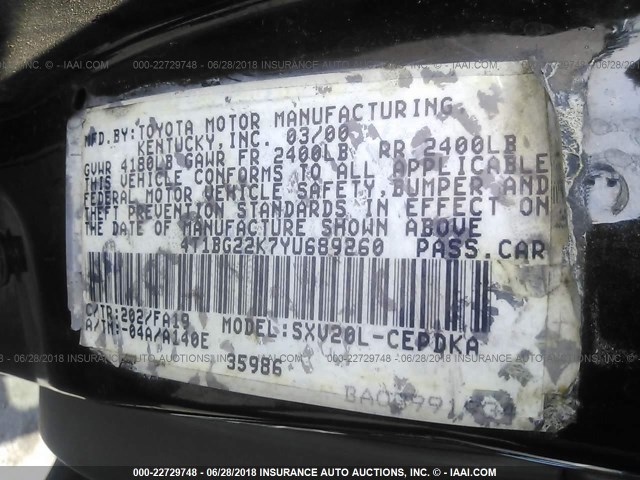 INC. - IAAI.COM 000-22729748 - 06/28/2018 INSURANCE AUTO AUCTIONS, INC. - IAAI.COM
MFD.BY:TOYOTA MOTOR MANUFACTURING
KENTUCKY,INC. 03/00
GVWR 4180LB GAWR FR 2400LB RR 2400LB
THIS VEHICLE CONFORMS TO ALL APPLICABLE
FEDERAL MOTOR VEHICLE SAFETY, BUMPER AND
THEFT PREVENTION STANDARDS IN EFFECT ON
THE DATE OF MANUFACTURE SHOWN ABOVE
4T1BG22K7YU689260 PASS.CAR
C/TR:202/FA19 MODEL:SXV20L-CEPDKA
A/TM:-04A/A140E
35986
000-22729748 - 06/28/2018 INSURANCE AUTO AUCTIONS, INC. - IAAI.COM